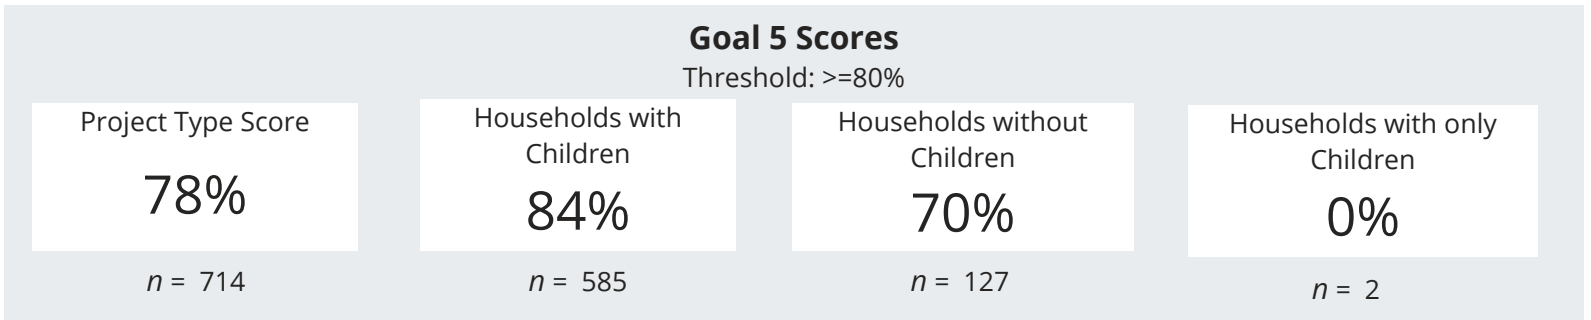 Goal 5 Scores
Threshold: >=80%
Project Type Score
78%
n = 714
Households with
Children
84%
n = 585
Households without
Children
70%
n = 127
Households with only
Children
0%
n = 2